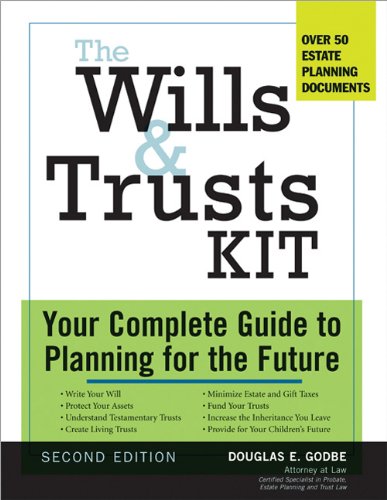 The
Wills
&
Trusts
KIT
OVER 50
ESTATE
PLANNING
DOCUMENTS
Your Complete Guide to
Planning for the Future
• Write Your Will
• Protect Your Assets
• Understand Testamentary Trusts
• Create Living Trusts
• Minimize Estate and Gift Taxes
• Fund Your Trusts
• Increase the Inheritance You Leave
• Provide for Your Children's Future
SECOND EDITION
DOUGLAS E. GODBE
Attorney at Law
Certified Specialist in Probate,
Estate Planning and Trust Law